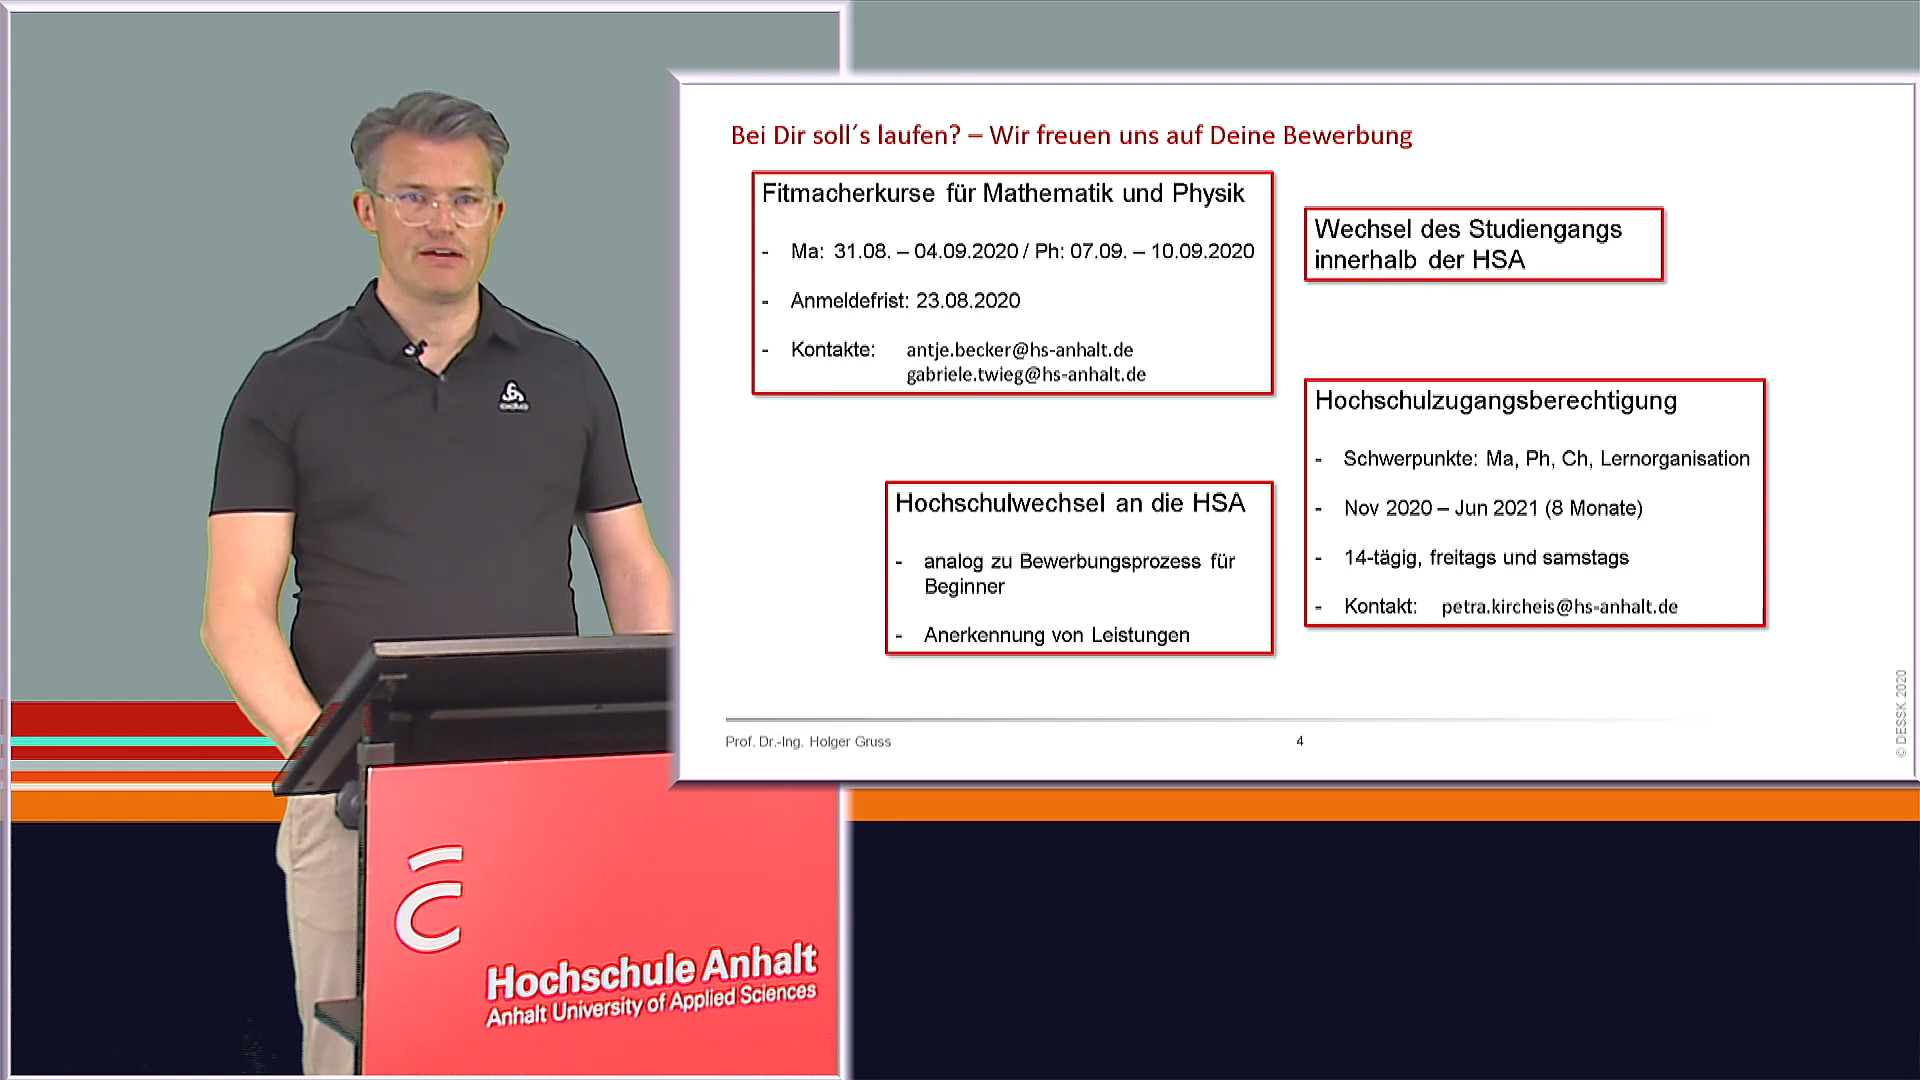 Bei Dir soll´s laufen? – Wir freuen uns auf Deine Bewerbung
Fitmacherkurse für Mathematik und Physik
- Ma: 31.08. – 04.09.2020 / Ph: 07.09. – 10.09.2020
- Anmeldefrist: 23.08.2020
- Kontakte: antje.becker@hs-anhalt.de
gabriele.twieg@hs-anhalt.de
Wechsel des Studiengangs
innerhalb der HSA
Hochschulwechsel an die HSA
- analog zu Bewerbungsprozess für
Beginner
- Anerkennung von Leistungen
Hochschulzugangsberechtigung
- Schwerpunkte: Ma, Ph, Ch, Lernorganisation
- Nov 2020 – Jun 2021 (8 Monate)
- 14-tägig, freitags und samstags
- Kontakt: petra.kircheis@hs-anhalt.de
Prof. Dr.-Ing. Holger Gruss
4
© DESSK 2020
Hochschule Anhalt
Anhalt University of Applied Sciences